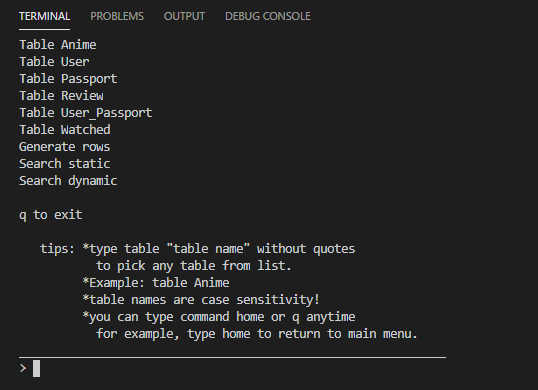 TERMINAL PROBLEMS OUTPUT DEBUG CONSOLE
Table Anime
Table User
Table Passport
Table Review
Table User_Passport
Table Watched
Generate rows
Search static
Search dynamic
q to exit
tips: *type table "table name" without quotes
to pick any table from list.
*Example: table Anime
*table names are case sensitivity!
*you can type command home or q anytime
for example, type home to return to main menu.
>